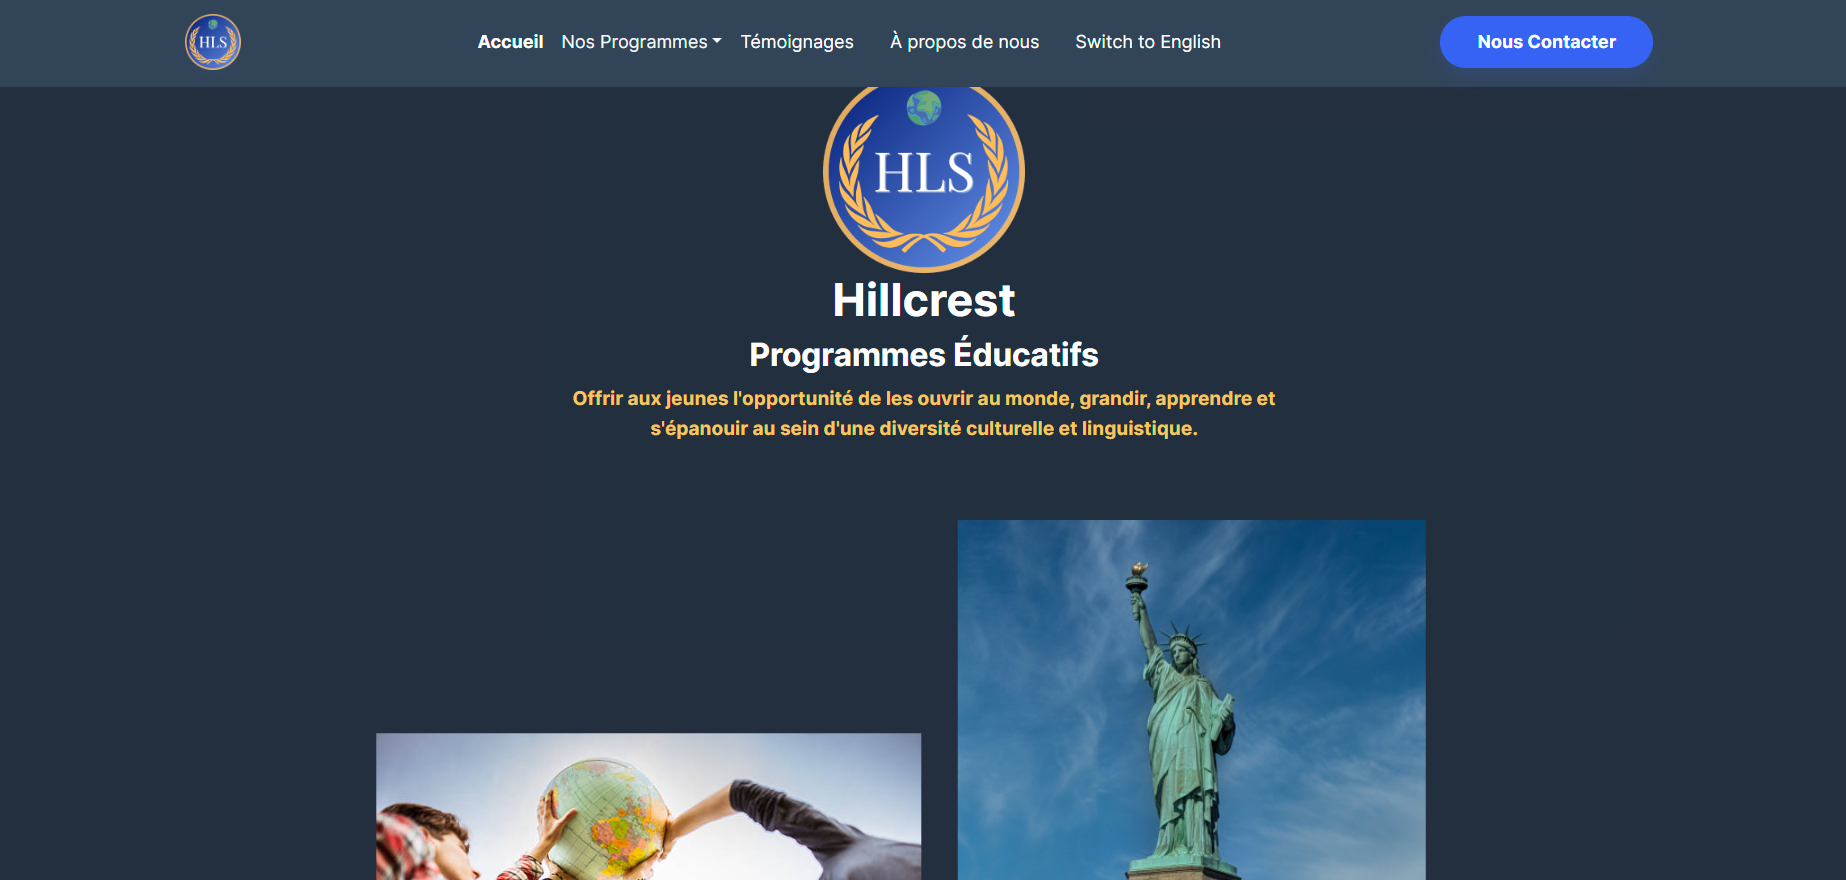 HLS
Accueil
Nos Programmes
Témoignages
À propos de nous
Switch to English
Nous Contacter
HLS
Hillcrest
Programmes Éducatifs
Offrir aux jeunes l'opportunité de les ouvrir au monde, grandir, apprendre et
s'épanouir au sein d'une diversité culturelle et linguistique.